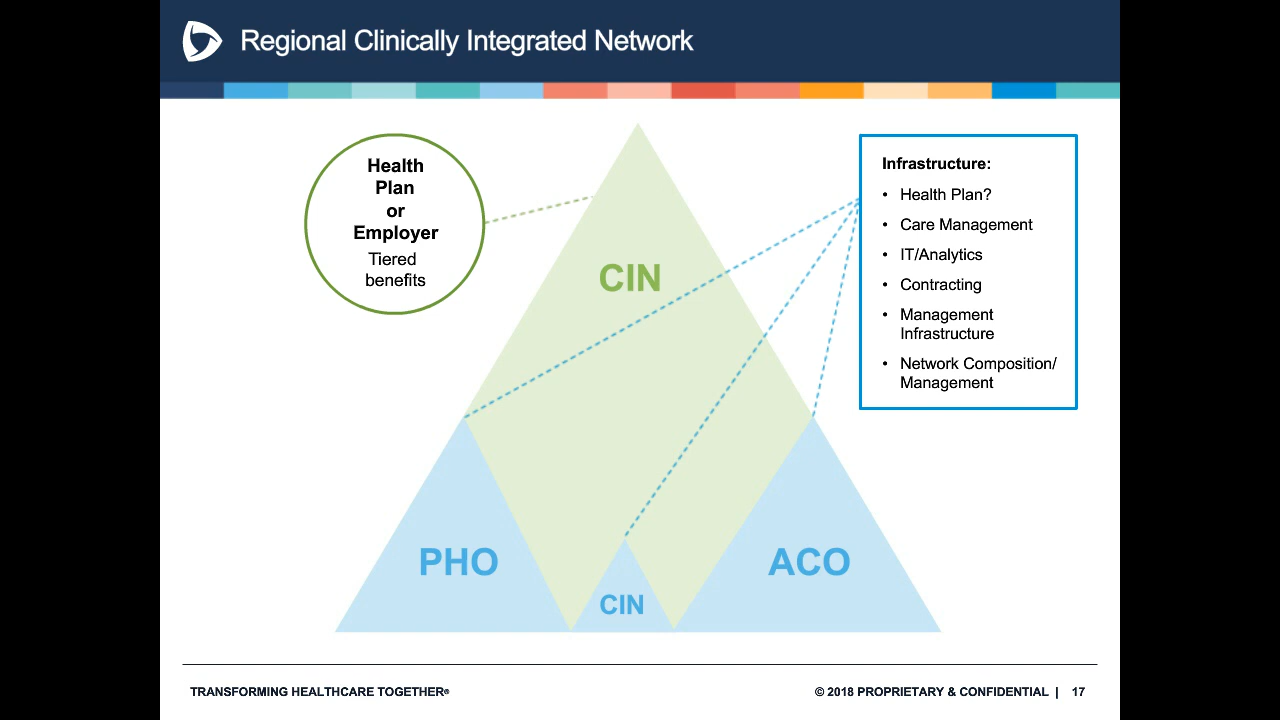 Regional Clinically Integrated Network
Health
Plan
or
Employer
Tiered
benefits
CIN
Infrastructure:
• Health Plan?
• Care Management
• IT/Analytics
• Contracting
• Management
Infrastructure
• Network Composition/
Management
PHO
CIN
ACO
TRANSFORMING HEALTHCARE TOGETHER®
© 2018 PROPRIETARY & CONFIDENTIAL | 17